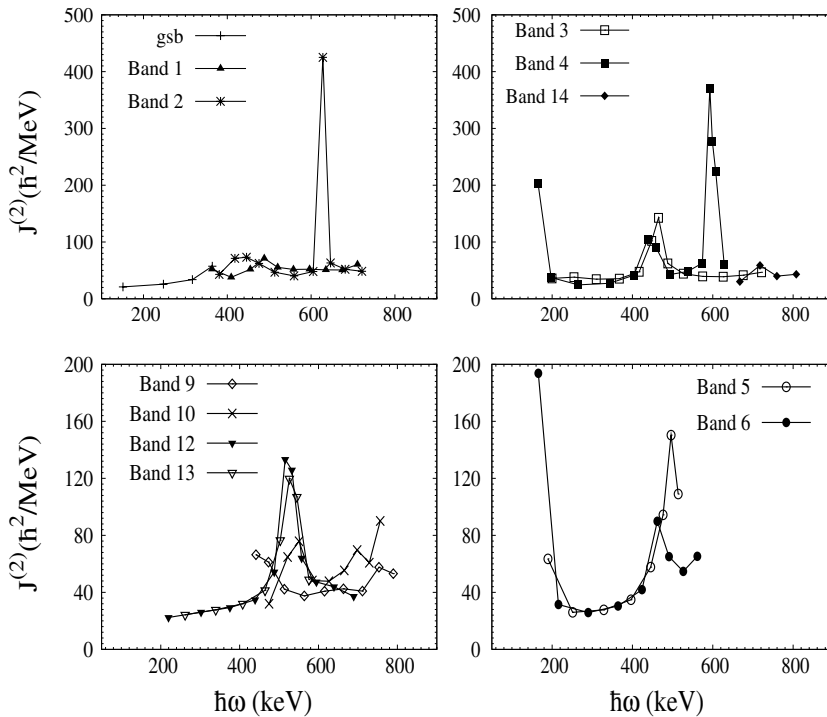 500
400
300
200
100
0
J(2)(ħ2/MeV)
gsb
Band 1
Band 2
200 400 600 800
500
400
300
200
100
0
Band 3
Band 4
Band 14
200 400 600 800
200
160
120
80
40
0
J(2)(ħ2/MeV)
Band 9
Band 10
Band 12
Band 13
200 400 600 800
ħω (keV)
200
160
120
80
40
0
Band 5
Band 6
200 400 600 800
ħω (keV)